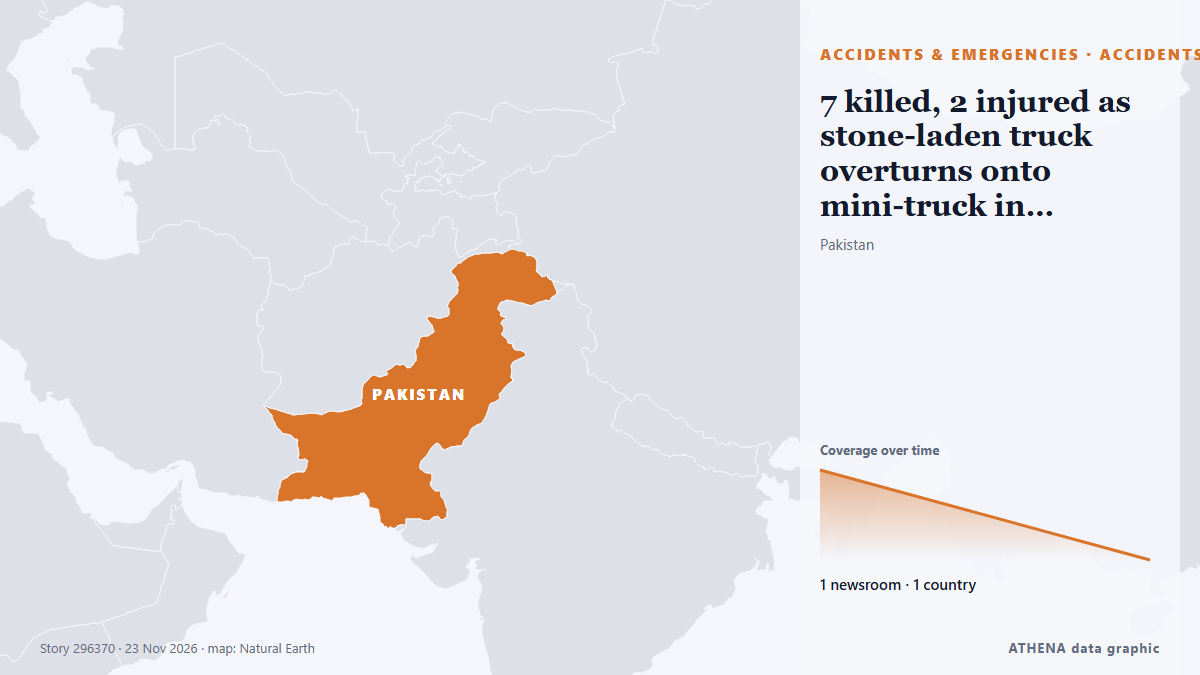 ACCIDENTS & EMERGENCIES · ACCIDENTS
7 killed, 2 injured as
stone-laden truck
overturns onto
mini-truck in...
Pakistan
PAKISTAN
Coverage over time
1 newsroom · 1 country
Story 296370 · 23 Nov 2026 · map: Natural Earth
ATHENA data graphic